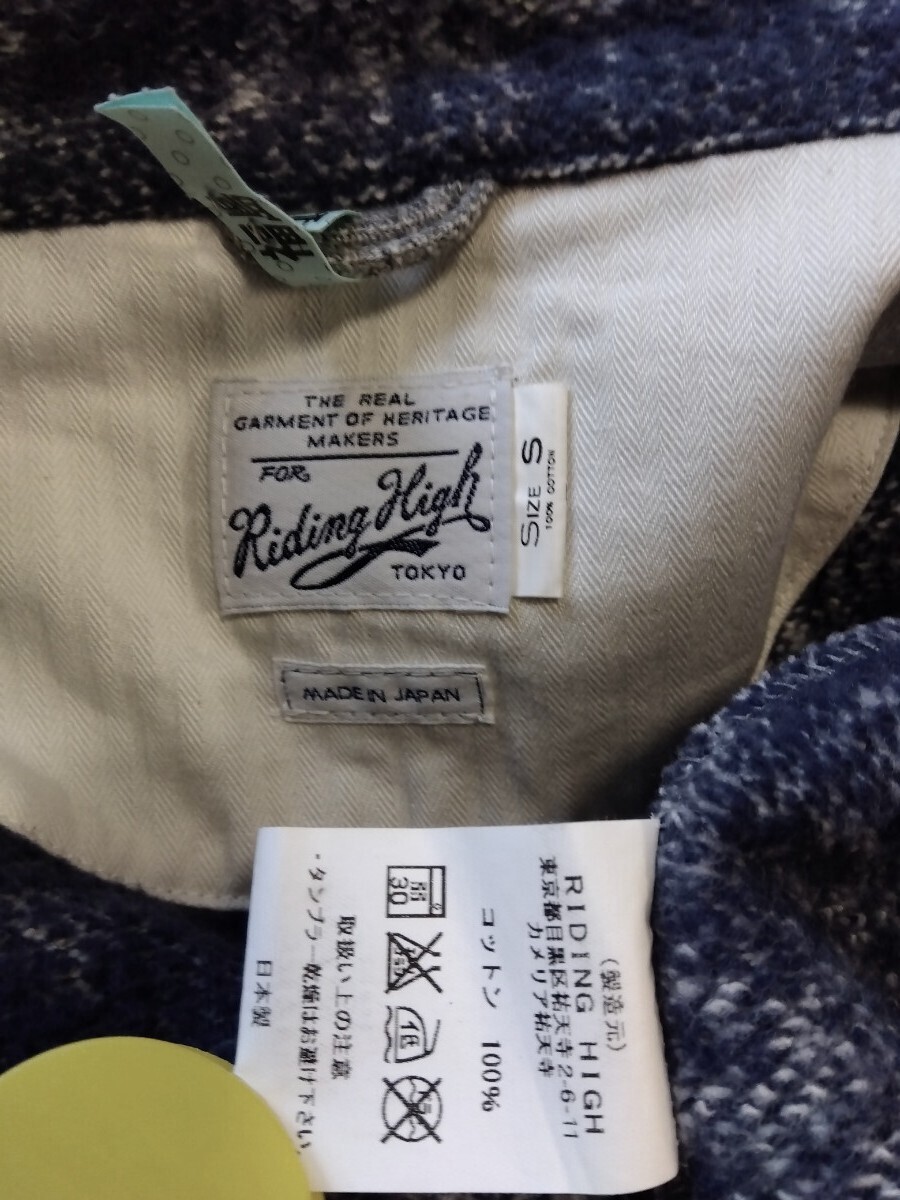 THE REAL
GARMENT OF HERITAGE
MAKERS
FOR
Riding High
TOKYO
SIZE S
100% COTTON
MADE IN JAPAN
(製造元)
RIDING HIGH
東京都目黒区祐天寺2-6-11
カメリア祐天寺
コットン 100%
30
低
取扱い上の注意
・タンブラー乾燥はお避け下さい
日本製